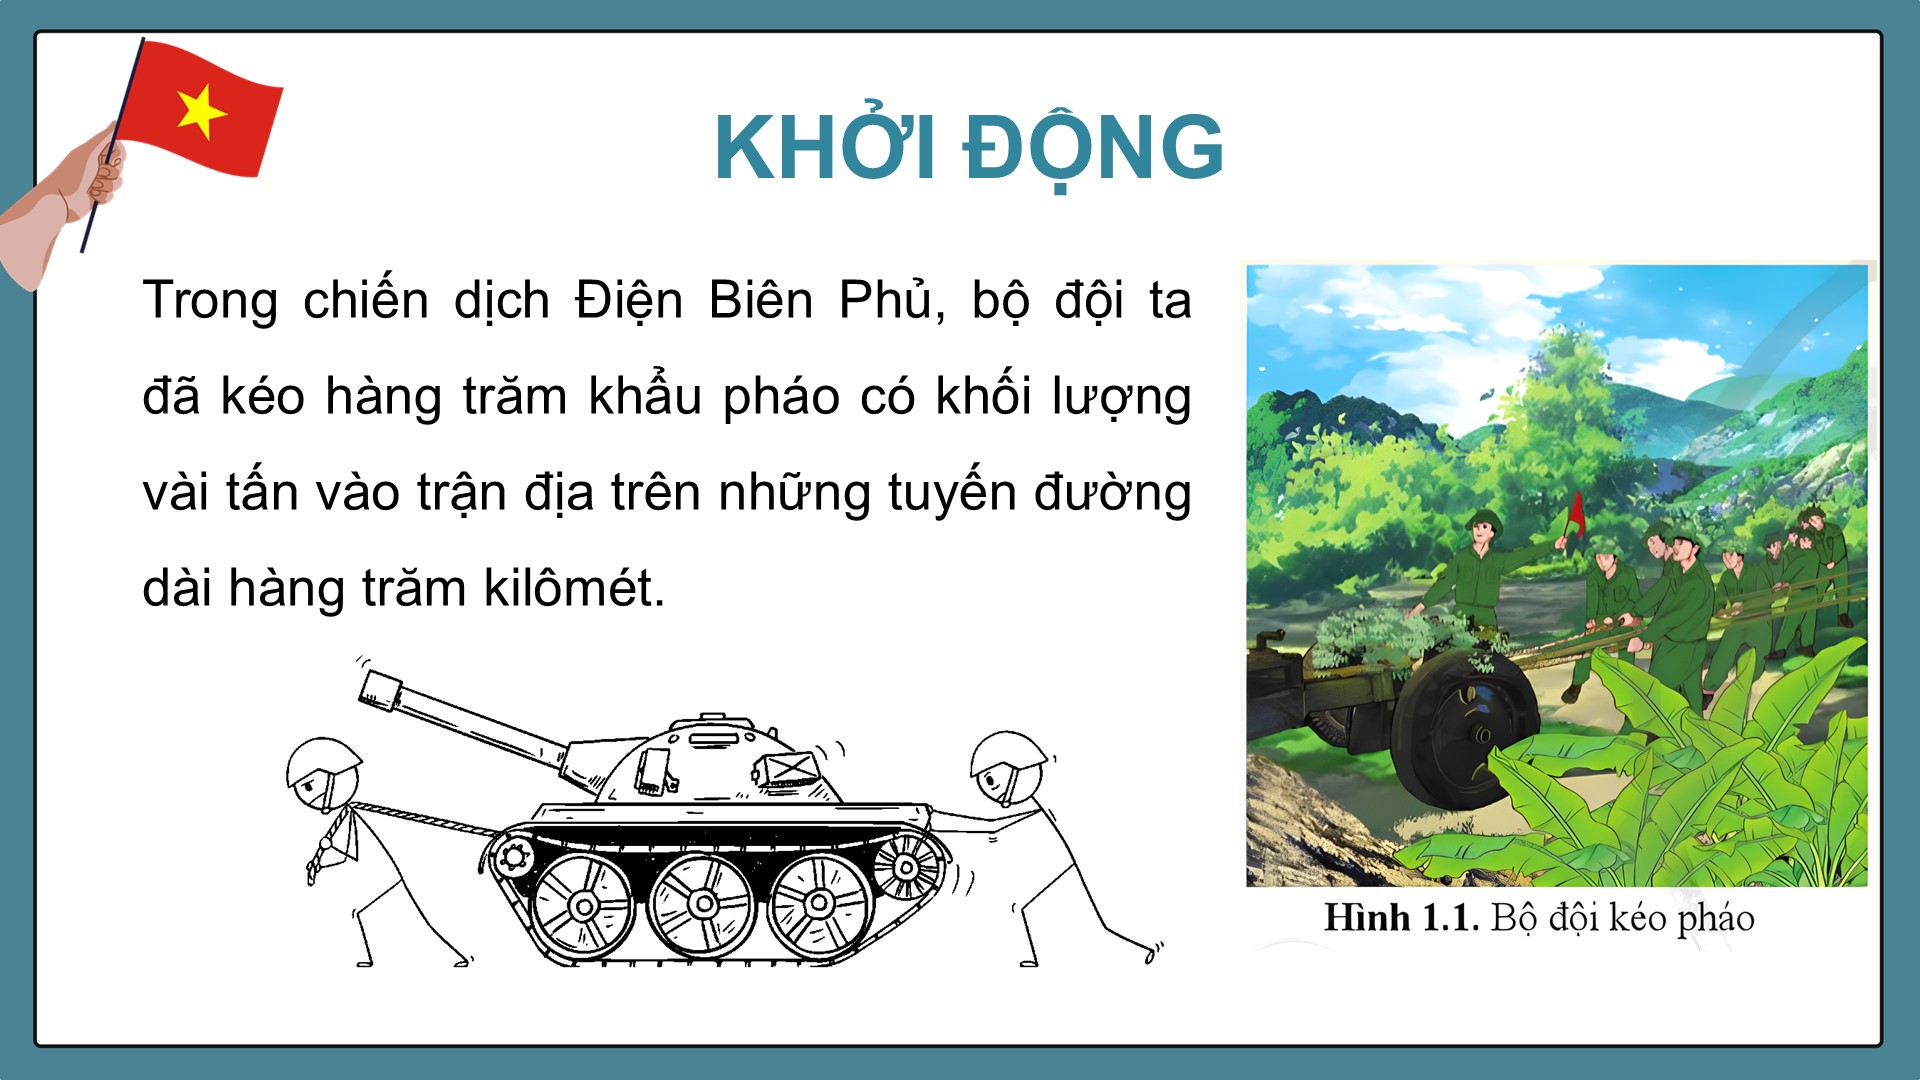 KHỞI ĐỘNG
Trong chiến dịch Điện Biên Phủ, bộ đội ta
đã kéo hàng trăm khẩu pháo có khối lượng
vài tấn vào trận địa trên những tuyến đường
dài hàng trăm kilômét.
Hình 1.1. Bộ đội kéo pháo